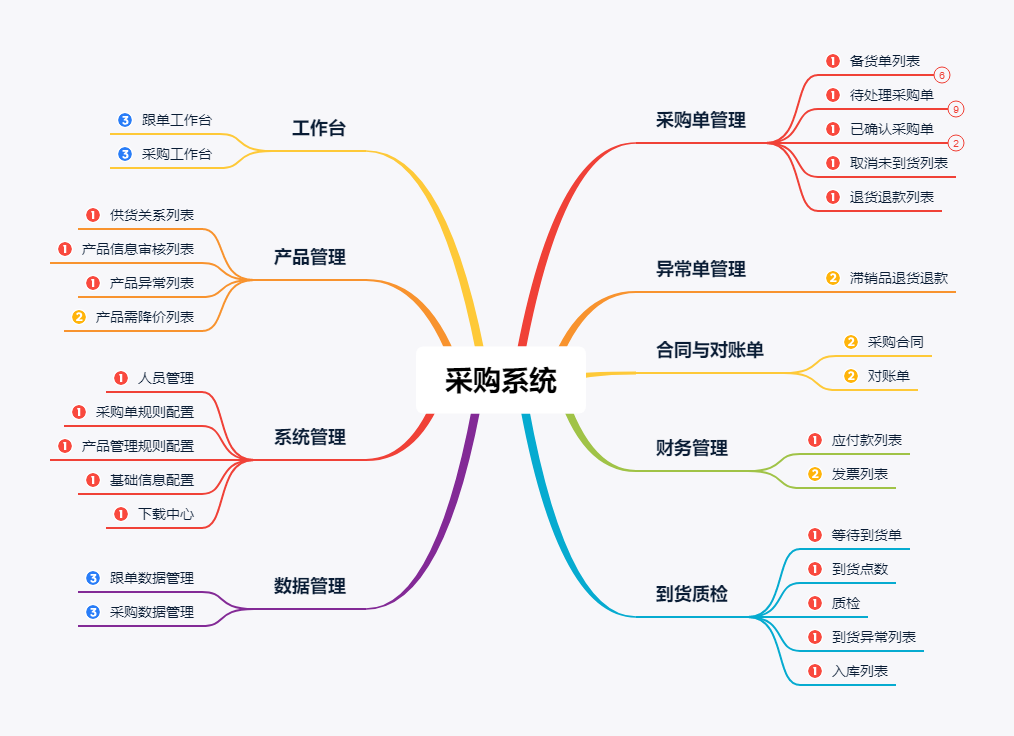 采购系统
采购单管理
1 备货单列表 6
1 待处理采购单 9
1 已确认采购单 2
1 取消未到货列表
1 退货退款列表
异常单管理
2 滞销品退货退款
合同与对账单
2 采购合同
2 对账单
财务管理
1 应付款列表
2 发票列表
到货质检
1 等待到货单
1 到货点数
1 质检
1 到货异常列表
1 入库列表
工作台
3 跟单工作台
3 采购工作台
产品管理
1 供货关系列表
1 产品信息审核列表
1 产品异常列表
2 产品需降价列表
系统管理
1 人员管理
1 采购单规则配置
1 产品管理规则配置
1 基础信息配置
1 下载中心
数据管理
3 跟单数据管理
3 采购数据管理